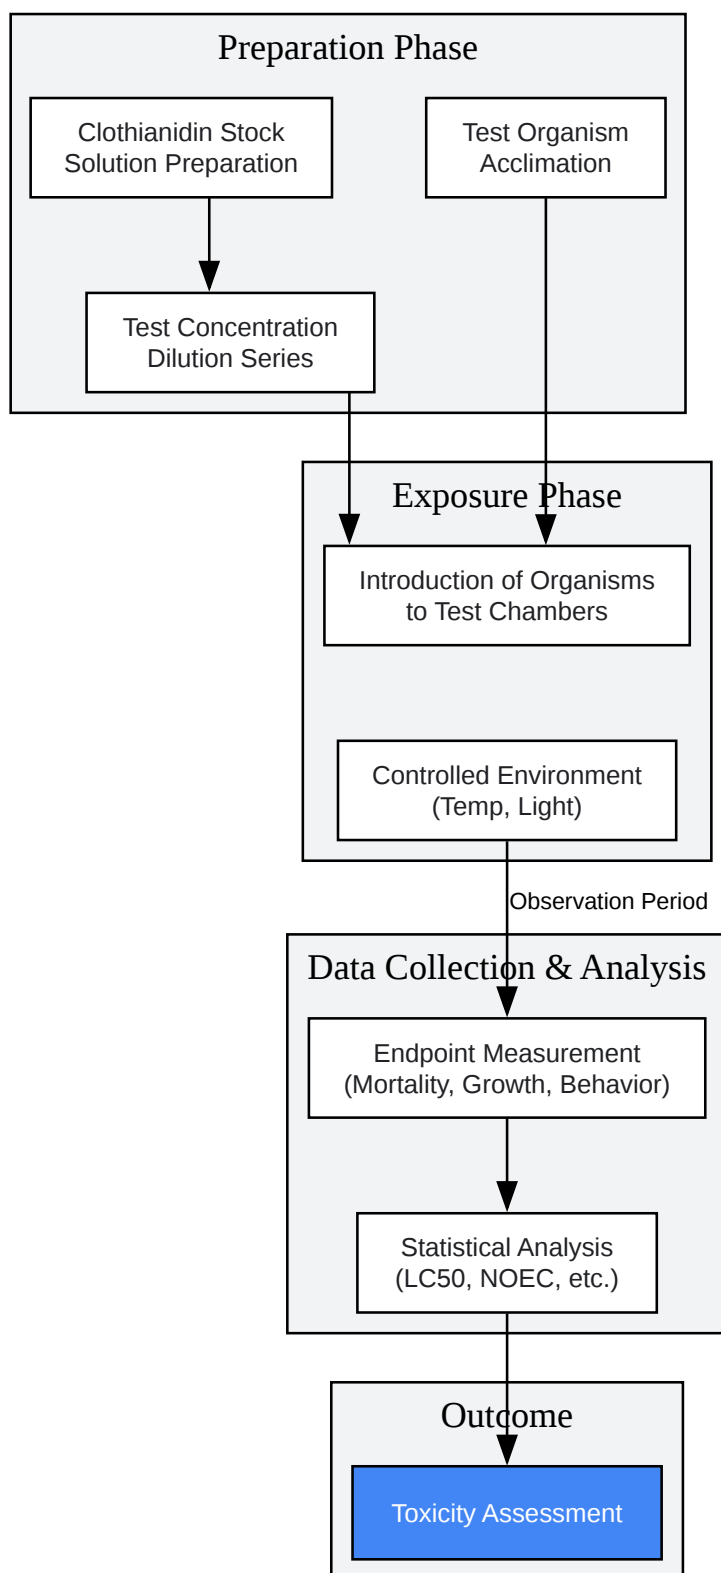 Preparation Phase
Clothianidin Stock
Solution Preparation
Test Organism
Acclimation
Test Concentration
Dilution Series
Exposure Phase
Introduction of Organisms
to Test Chambers
Controlled Environment
(Temp, Light)
Observation Period
Data Collection & Analysis
Endpoint Measurement
(Mortality, Growth, Behavior)
Statistical Analysis
(LC50, NOEC, etc.)
Outcome
Toxicity Assessment